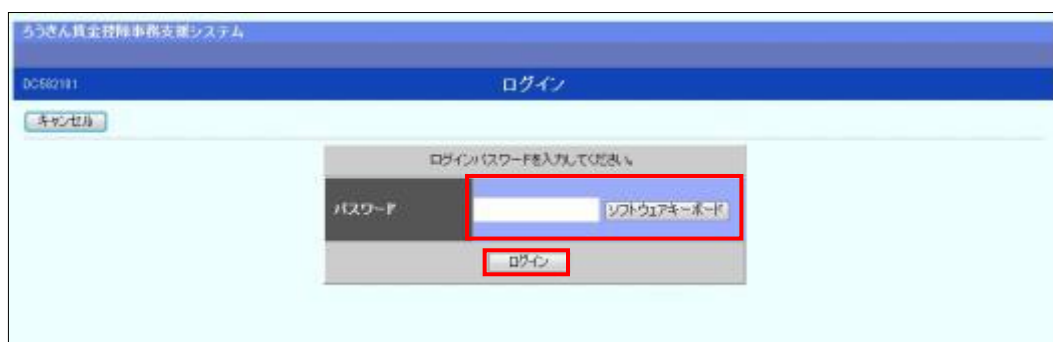 ろうきん賃金控除事務支援システム
DC582101 ログイン
キャンセル
ログインパスワードを入力してください。
パスワード ソフトウェアキーボード
ログイン